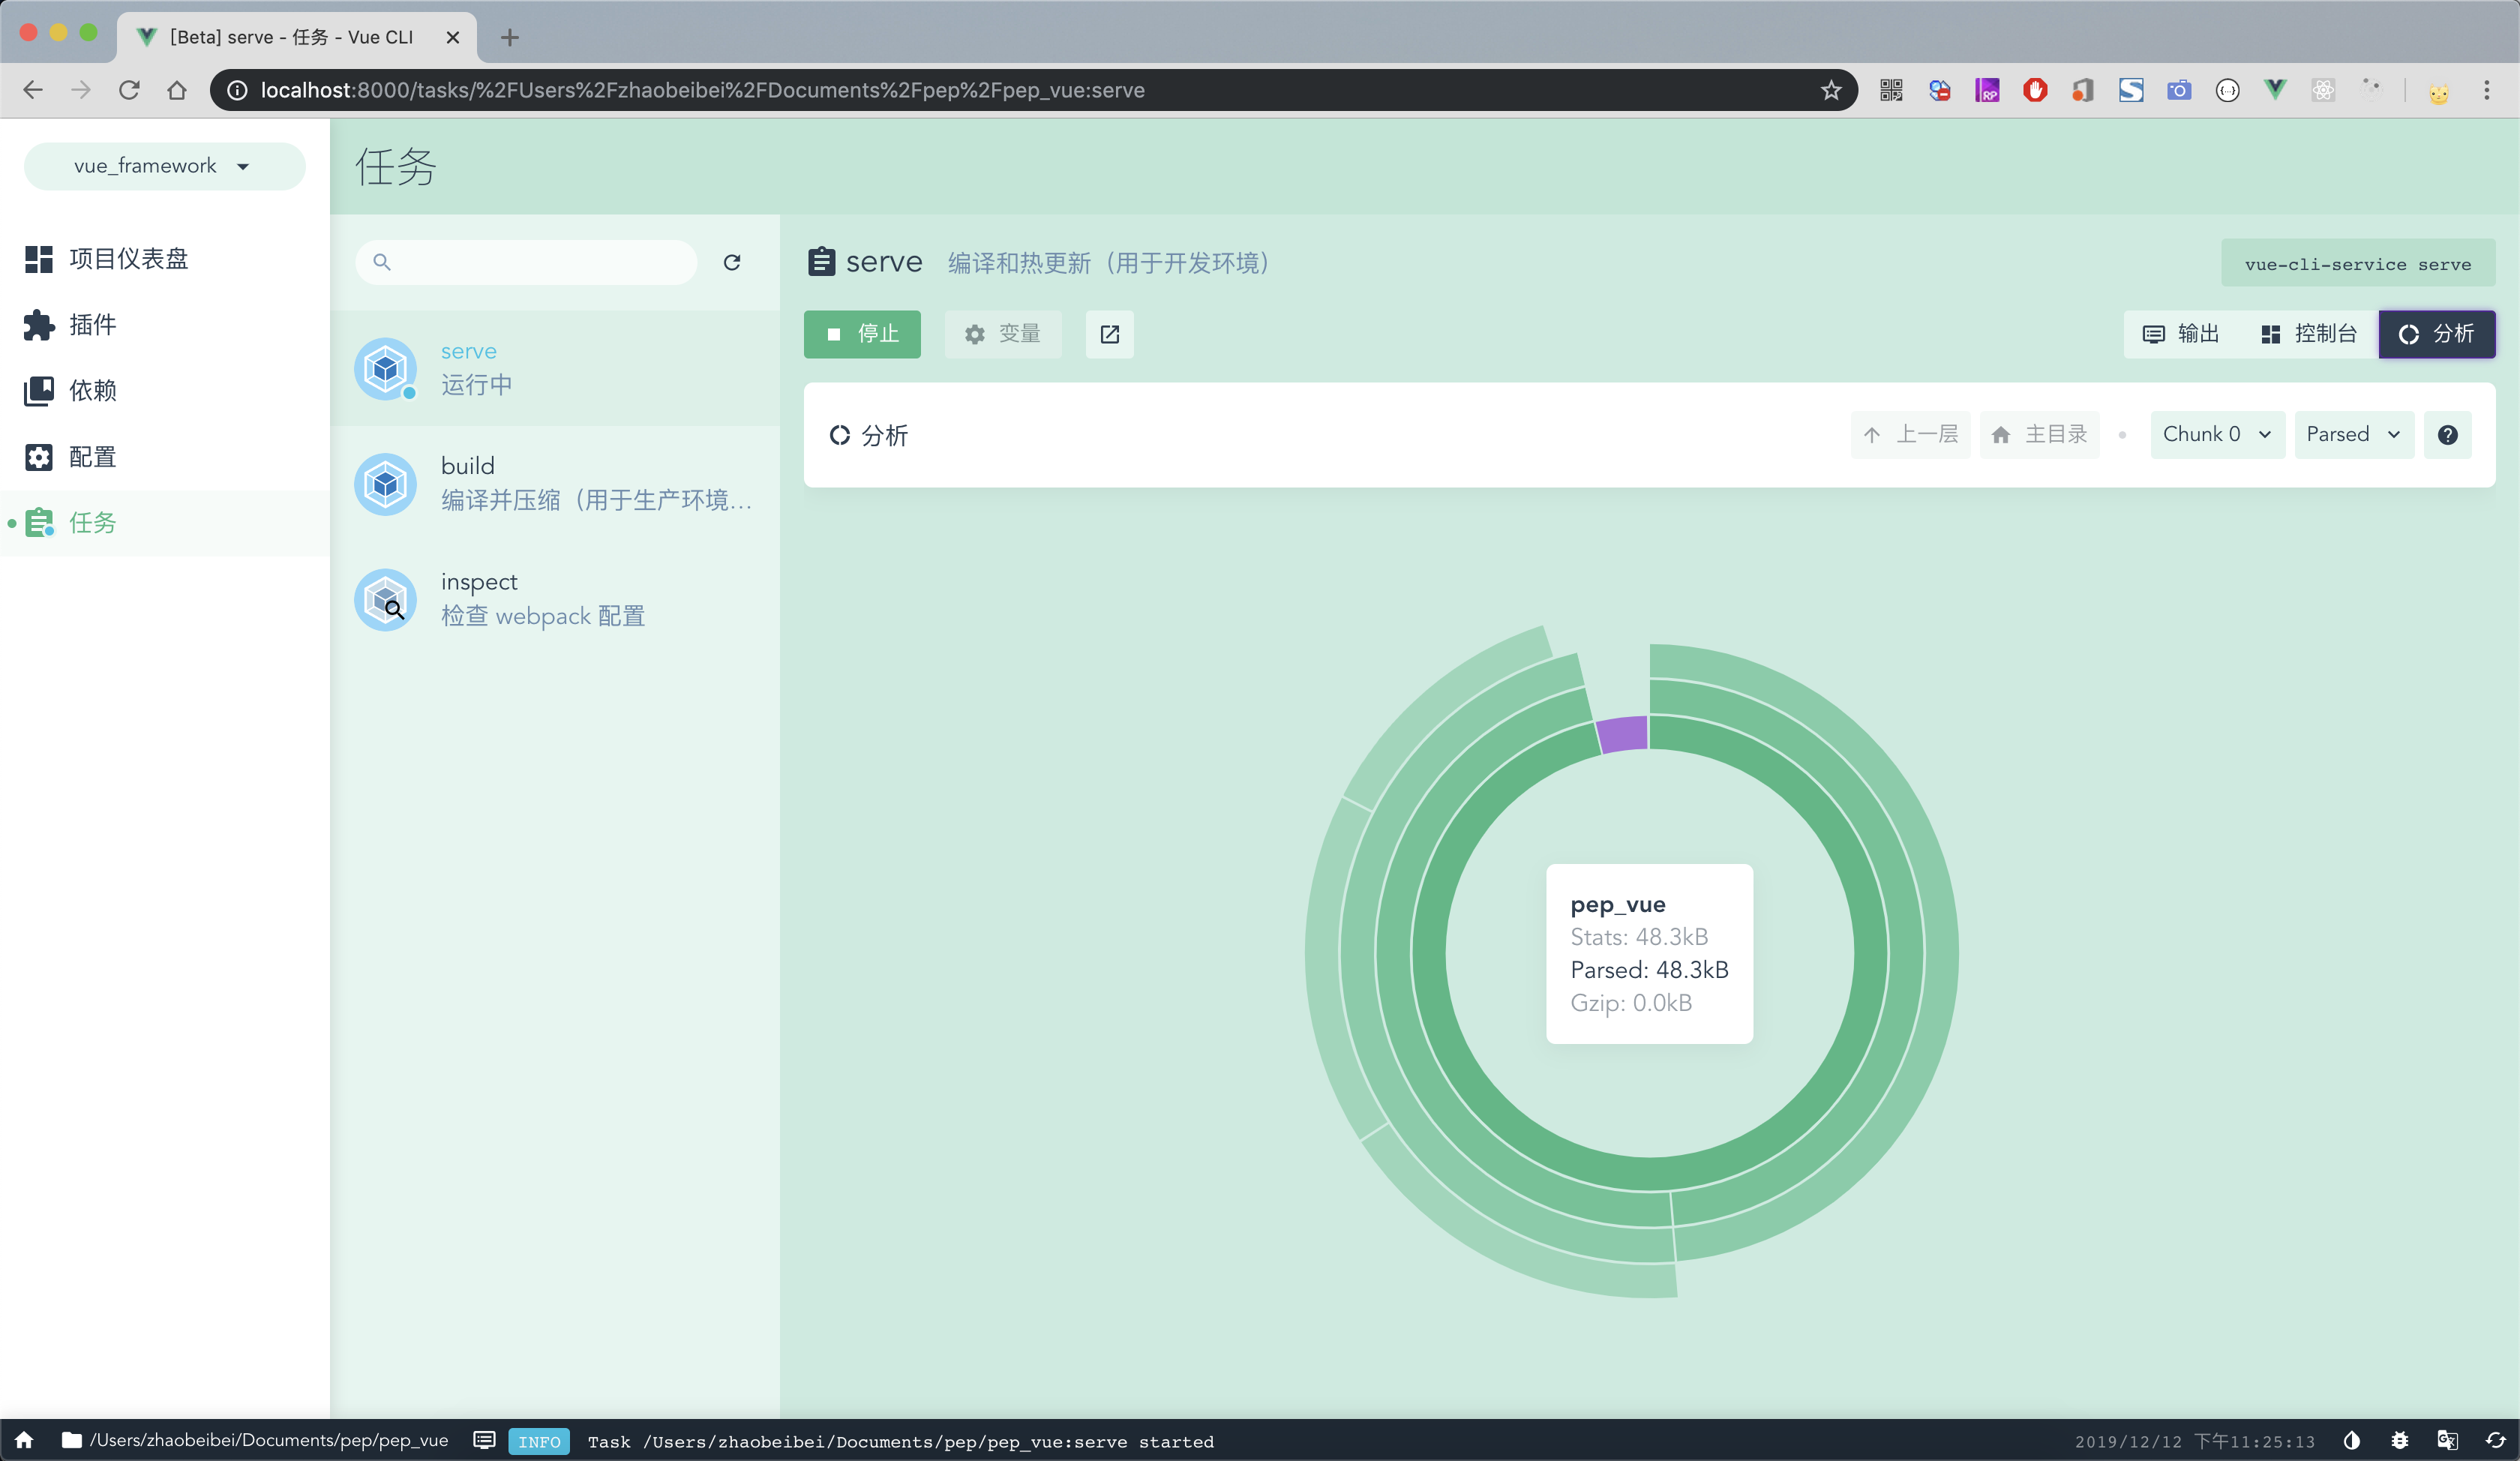 [Beta] serve - 任务 - Vue CLI
localhost:8000/tasks/%2FUsers%2Fzhaobeibei%2FDocuments%2Fpep%2Fpep_vue:serve
vue_framework
任务
项目仪表盘
插件
依赖
配置
任务
serve
运行中
build
编译并压缩（用于生产环境...
inspect
检查 webpack 配置
serve 编译和热更新（用于开发环境）
vue-cli-service serve
停止 变量
输出 控制台 分析
分析
上一层 主目录 Chunk 0 Parsed
pep_vue
Stats: 48.3kB
Parsed: 48.3kB
Gzip: 0.0kB
/Users/zhaobeibei/Documents/pep/pep_vue INFO Task /Users/zhaobeibei/Documents/pep/pep_vue:serve started
2019/12/12 下午11:25:13